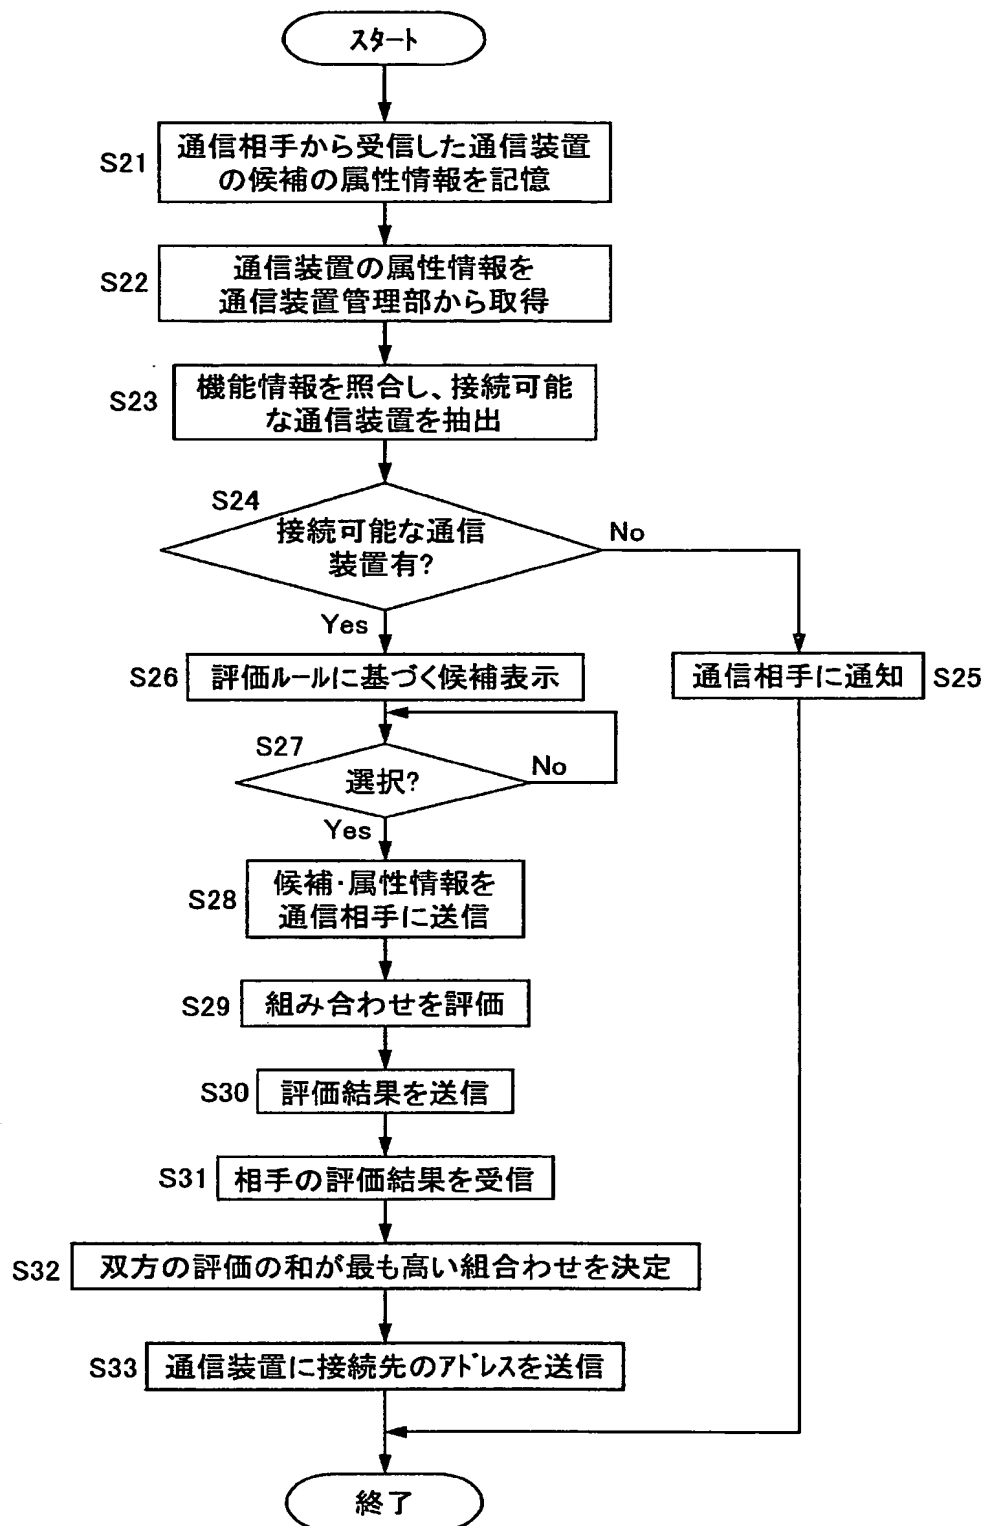 スタート
S21
通信相手から受信した通信装置
の候補の属性情報を記憶
S22
通信装置の属性情報を
通信装置管理部から取得
S23
機能情報を照合し、接続可能
な通信装置を抽出
S24
接続可能な通信
装置有?
No
Yes
S26
評価ルールに基づく候補表示
通信相手に通知
S25
S27
選択?
No
Yes
S28
候補・属性情報を
通信相手に送信
S29
組み合わせを評価
S30
評価結果を送信
S31
相手の評価結果を受信
S32
双方の評価の和が最も高い組合わせを決定
S33
通信装置に接続先のアドレスを送信
終了